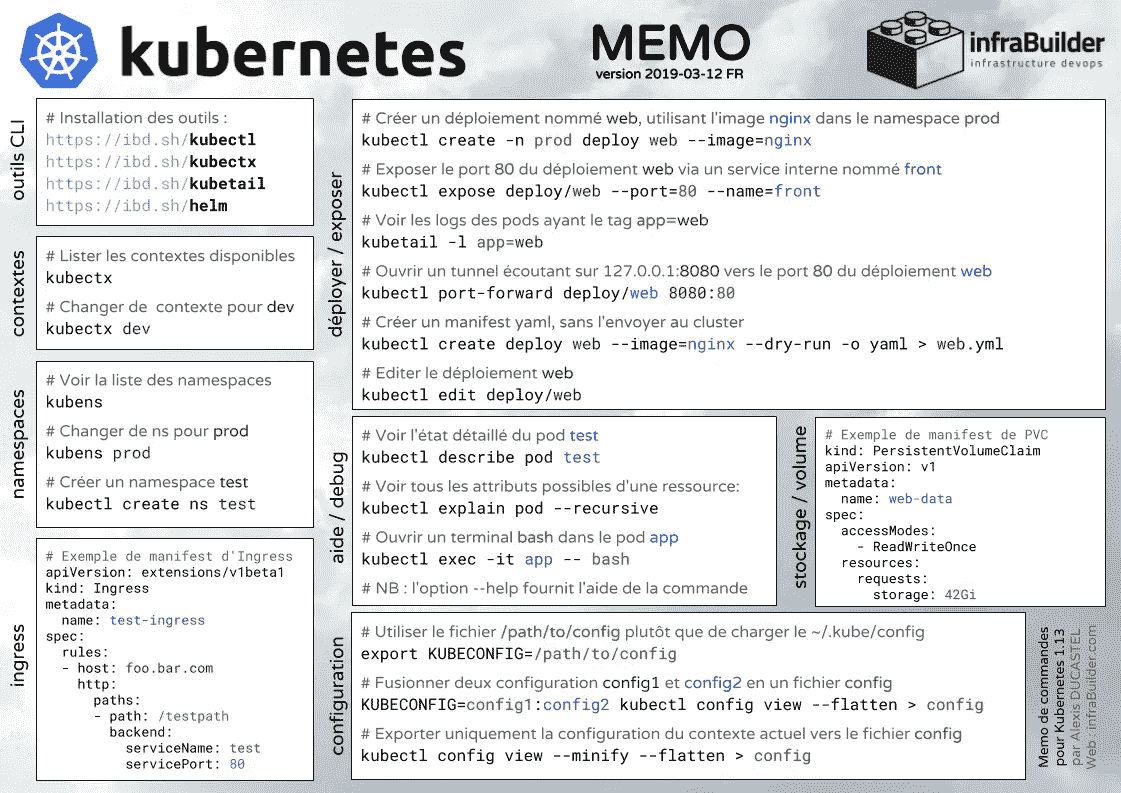 kubernetes
MEMO
version 2019-03-12 FR
infraBuilder
infrastructure devops
outils CLI
# Installation des outils :
https://ibd.sh/kubectl
https://ibd.sh/kubectx
https://ibd.sh/kubetail
https://ibd.sh/helm
contextes
# Lister les contextes disponibles
kubectx
# Changer de  contexte pour dev
kubectx dev
namespaces
# Voir la liste des namespaces
kubens
# Changer de ns pour prod
kubens prod
# Créer un namespace test
kubectl create ns test
ingress
# Exemple de manifest d'Ingress
apiVersion: extensions/v1beta1
kind: Ingress
metadata:
  name: test-ingress
spec:
  rules:
  - host: foo.bar.com
    http:
      paths:
      - path: /testpath
        backend:
          serviceName: test
          servicePort: 80
déployer / exposer
# Créer un déploiement nommé web, utilisant l'image nginx dans le namespace prod
kubectl create -n prod deploy web --image=nginx
# Exposer le port 80 du déploiement web via un service interne nommé front
kubectl expose deploy/web --port=80 --name=front
# Voir les logs des pods ayant le tag app=web
kubetail -l app=web
# Ouvrir un tunnel écoutant sur 127.0.0.1:8080 vers le port 80 du déploiement web
kubectl port-forward deploy/web 8080:80
# Créer un manifest yaml, sans l'envoyer au cluster
kubectl create deploy web --image=nginx --dry-run -o yaml > web.yml
# Editer le déploiement web
kubectl edit deploy/web
aide / debug
# Voir l'état détaillé du pod test
kubectl describe pod test
# Voir tous les attributs possibles d'une ressource:
kubectl explain pod --recursive
# Ouvrir un terminal bash dans le pod app
kubectl exec -it app -- bash
# NB : l'option --help fournit l'aide de la commande
stockage / volume
# Exemple de manifest de PVC
kind: PersistentVolumeClaim
apiVersion: v1
metadata:
  name: web-data
spec:
  accessModes:
    - ReadWriteOnce
  resources:
    requests:
      storage: 42Gi
configuration
# Utiliser le fichier /path/to/config plutôt que de charger le ~/.kube/config
export KUBECONFIG=/path/to/config
# Fusionner deux configuration config1 et config2 en un fichier config
KUBECONFIG=config1:config2 kubectl config view --flatten > config
# Exporter uniquement la configuration du contexte actuel vers le fichier config
kubectl config view --minify --flatten > config
Memo de commandes
pour Kubernetes 1.13
par Alexis DUCASTEL
Web : infraBuilder.com